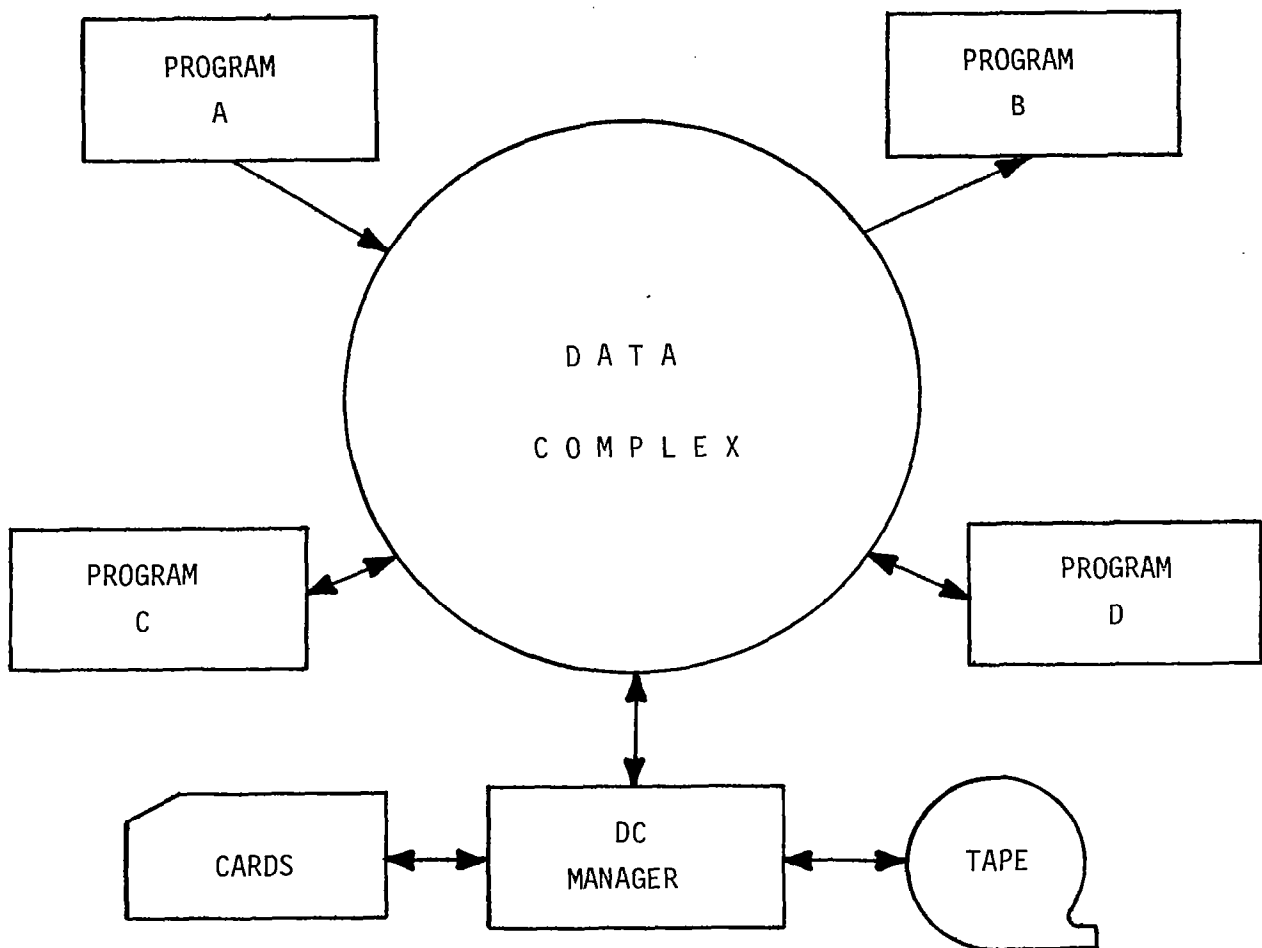 PROGRAM
A
PROGRAM
B
D A T A
C O M P L E X
PROGRAM
C
PROGRAM
D
CARDS
DC
MANAGER
TAPE